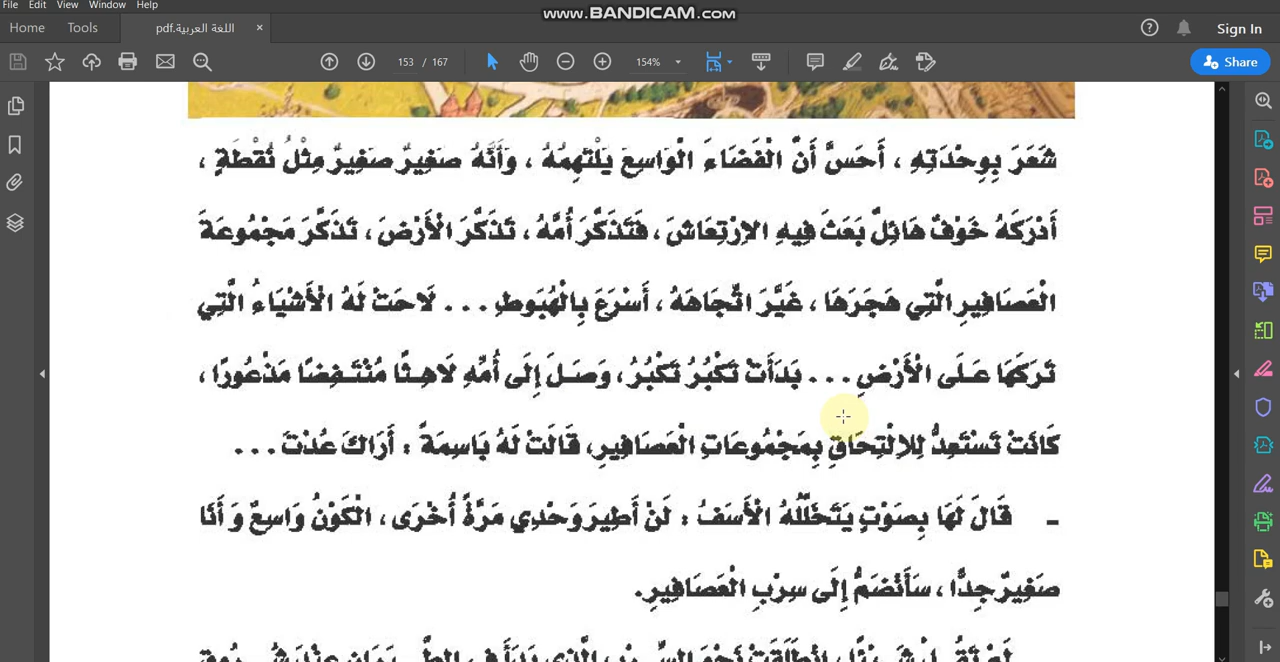 File Edit View Window Help
www.BANDICAM.com
Home Tools اللغة العربية.pdf × Sign In
153 / 167 154% Share
شَعَرَ بِوِحْدَتِهِ ، أَحَسَّ أَنَّ الْفَضَاءَ الْوَاسِعَ يَلْتَهِمُهُ ، وَأَنَّهُ صَغِيرٌ صَغِيرٌ مِثْلُ نُقْطَةٍ ،
أَدْرَكَهُ خَوْفٌ هَائِلٌ بَعَثَ فِيهِ الاِرْتِعَاشَ ، فَتَذَكَّرَ أُمَّهُ ، تَذَكَّرَ الْأَرْضَ ، تَذَكَّرَ مَجْمُوعَةَ
الْعَصَافِيرِ الَّتِي هَجَرَهَا ، غَيَّرَ اتِّجَاهَهُ ، أَسْرَعَ بِالْهُبُوطِ ... لَاحَتْ لَهُ الْأَشْيَاءُ الَّتِي
تَرَكَهَا عَلَى الْأَرْضِ ... بَدَأَتْ تَكْبُرُ تَكْبُرُ، وَصَلَ إِلَى أُمِّهِ لَاهِثًا مُنْتَفِضًا مَذْعُورًا ،
كَانَتْ تَسْتَعِدُّ لِلاِلْتِحَاقِ بِمَجْمُوعَاتِ الْعَصَافِيرِ، قَالَتْ لَهُ بَاسِمَةً : أَرَاكَ عُدْتَ ...
- قَالَ لَهَا بِصَوْتٍ يَتَخَلَّلُهُ الْأَسَفُ : لَنْ أَطِيرَ وَحْدِي مَرَّةً أُخْرَى ، الْكَوْنُ وَاسِعٌ وَ أَنَا
صَغِيرٌ جِدًّا ، سَأَنْضَمُّ إِلَى سِرْبِ الْعَصَافِيرِ.